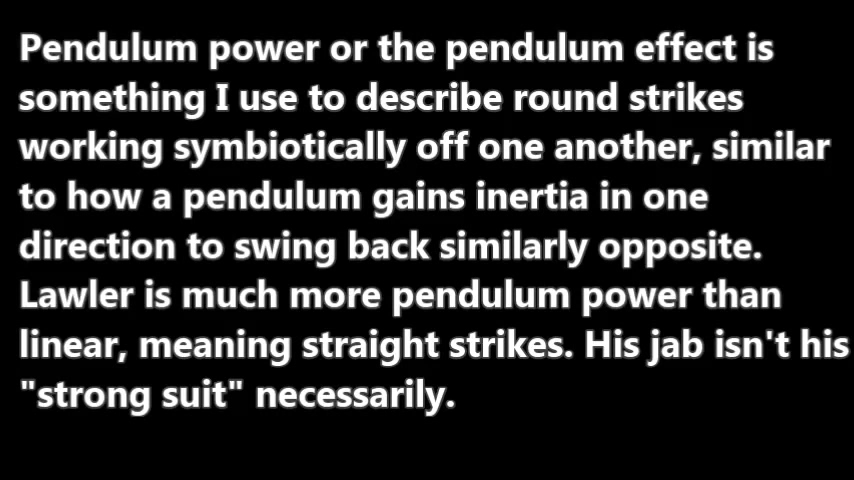 Pendulum power or the pendulum effect is
something I use to describe round strikes
working symbiotically off one another, similar
to how a pendulum gains inertia in one
direction to swing back similarly opposite.
Lawler is much more pendulum power than
linear, meaning straight strikes. His jab isn't his
"strong suit" necessarily.